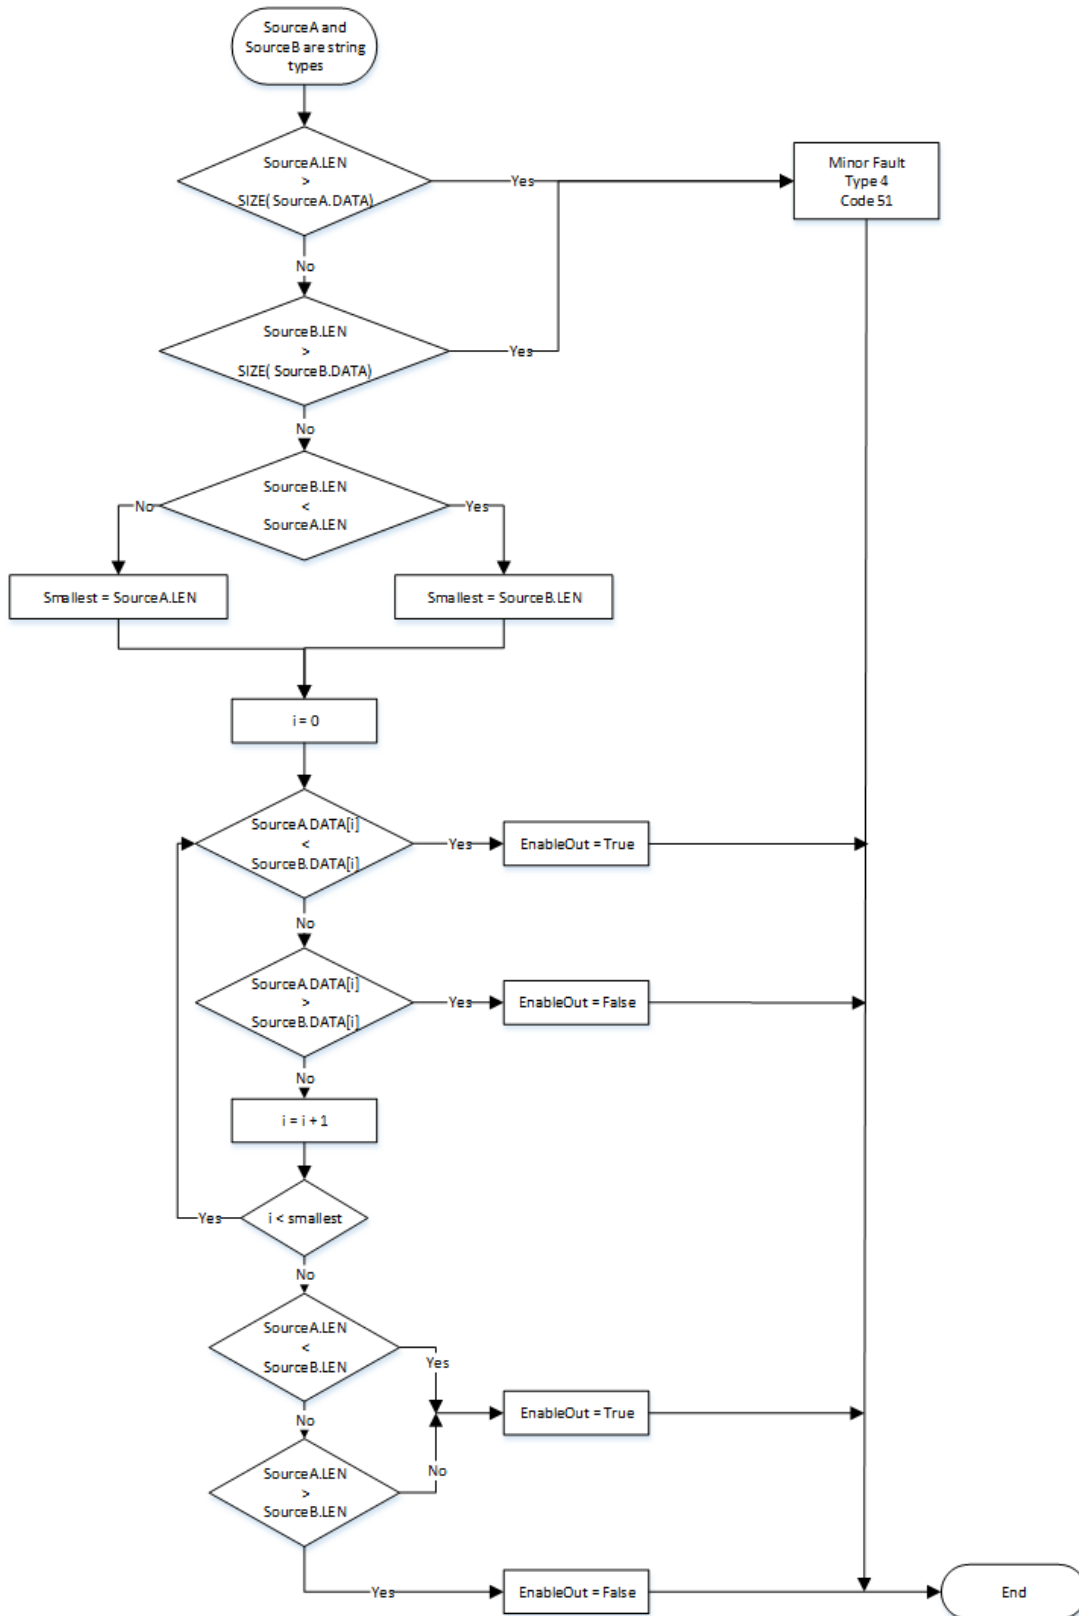 SourceA and
SourceB are string
types
SourceA.LEN
>
SIZE( SourceA.DATA)
Yes
Minor Fault
Type 4
Code 51
No
SourceB.LEN
>
SIZE( SourceB.DATA)
Yes
No
SourceB.LEN
<
SourceA.LEN
No
Yes
Smallest = SourceA.LEN
Smallest = SourceB.LEN
i = 0
SourceA.DATA[i]
<
SourceB.DATA[i]
Yes
EnableOut = True
No
SourceA.DATA[i]
>
SourceB.DATA[i]
Yes
EnableOut = False
No
i = i + 1
i < smallest
Yes
No
SourceA.LEN
<
SourceB.LEN
Yes
EnableOut = True
No
SourceA.LEN
>
SourceB.LEN
No
Yes
EnableOut = False
End